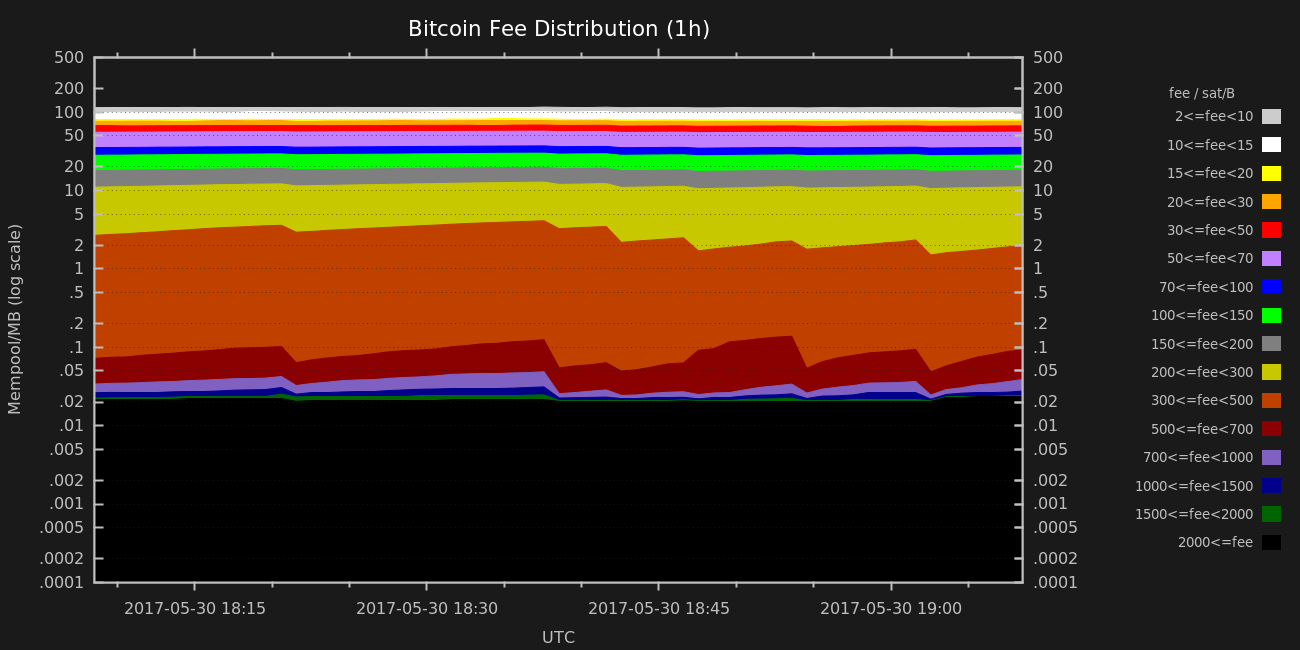 Bitcoin Fee Distribution (1h)
500
200
100
50
20
10
5
2
1
.5
.2
.1
.05
.02
.01
.005
.002
.001
.0005
.0002
.0001
Mempool/MB (log scale)
500
200
100
50
20
10
5
2
1
.5
.2
.1
.05
.02
.01
.005
.002
.001
.0005
.0002
.0001
2017-05-30 18:15
2017-05-30 18:30
2017-05-30 18:45
2017-05-30 19:00
UTC
fee / sat/B
2<=fee<10
10<=fee<15
15<=fee<20
20<=fee<30
30<=fee<50
50<=fee<70
70<=fee<100
100<=fee<150
150<=fee<200
200<=fee<300
300<=fee<500
500<=fee<700
700<=fee<1000
1000<=fee<1500
1500<=fee<2000
2000<=fee